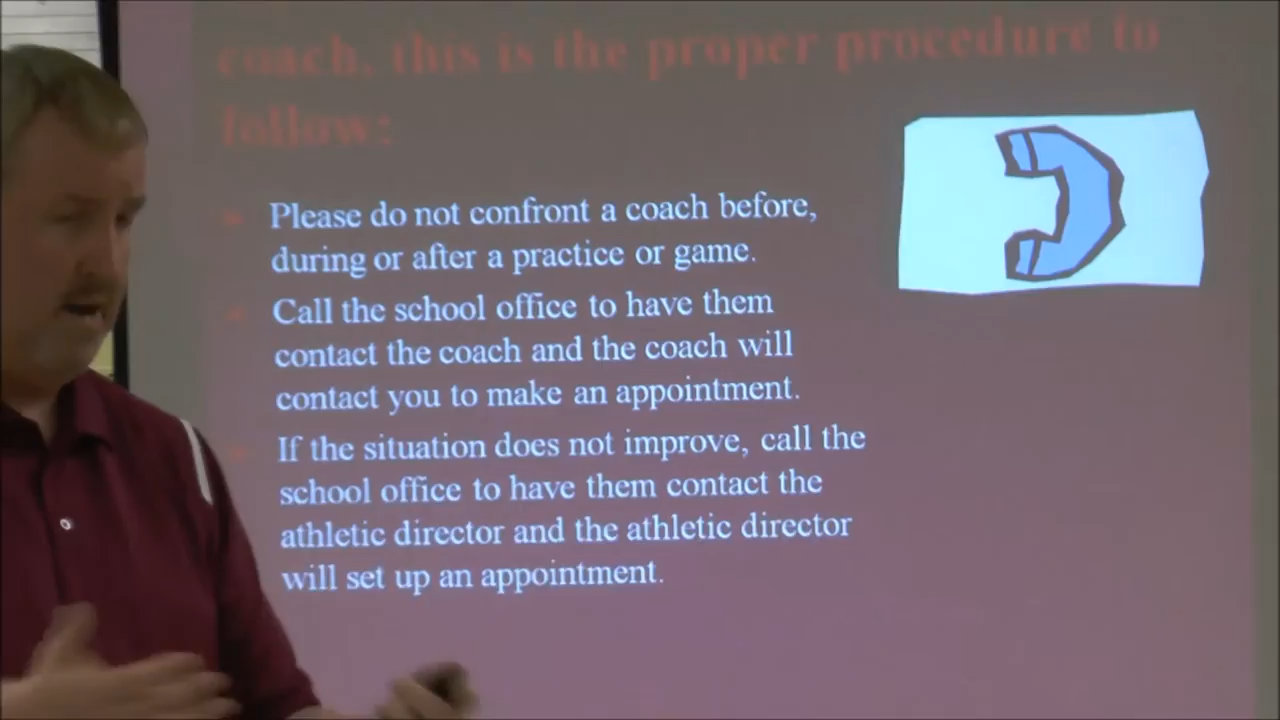 coach, this is the proper procedure to
follow:
Please do not confront a coach before,
during or after a practice or game.
Call the school office to have them
contact the coach and the coach will
contact you to make an appointment.
If the situation does not improve, call the
school office to have them contact the
athletic director and the athletic director
will set up an appointment.